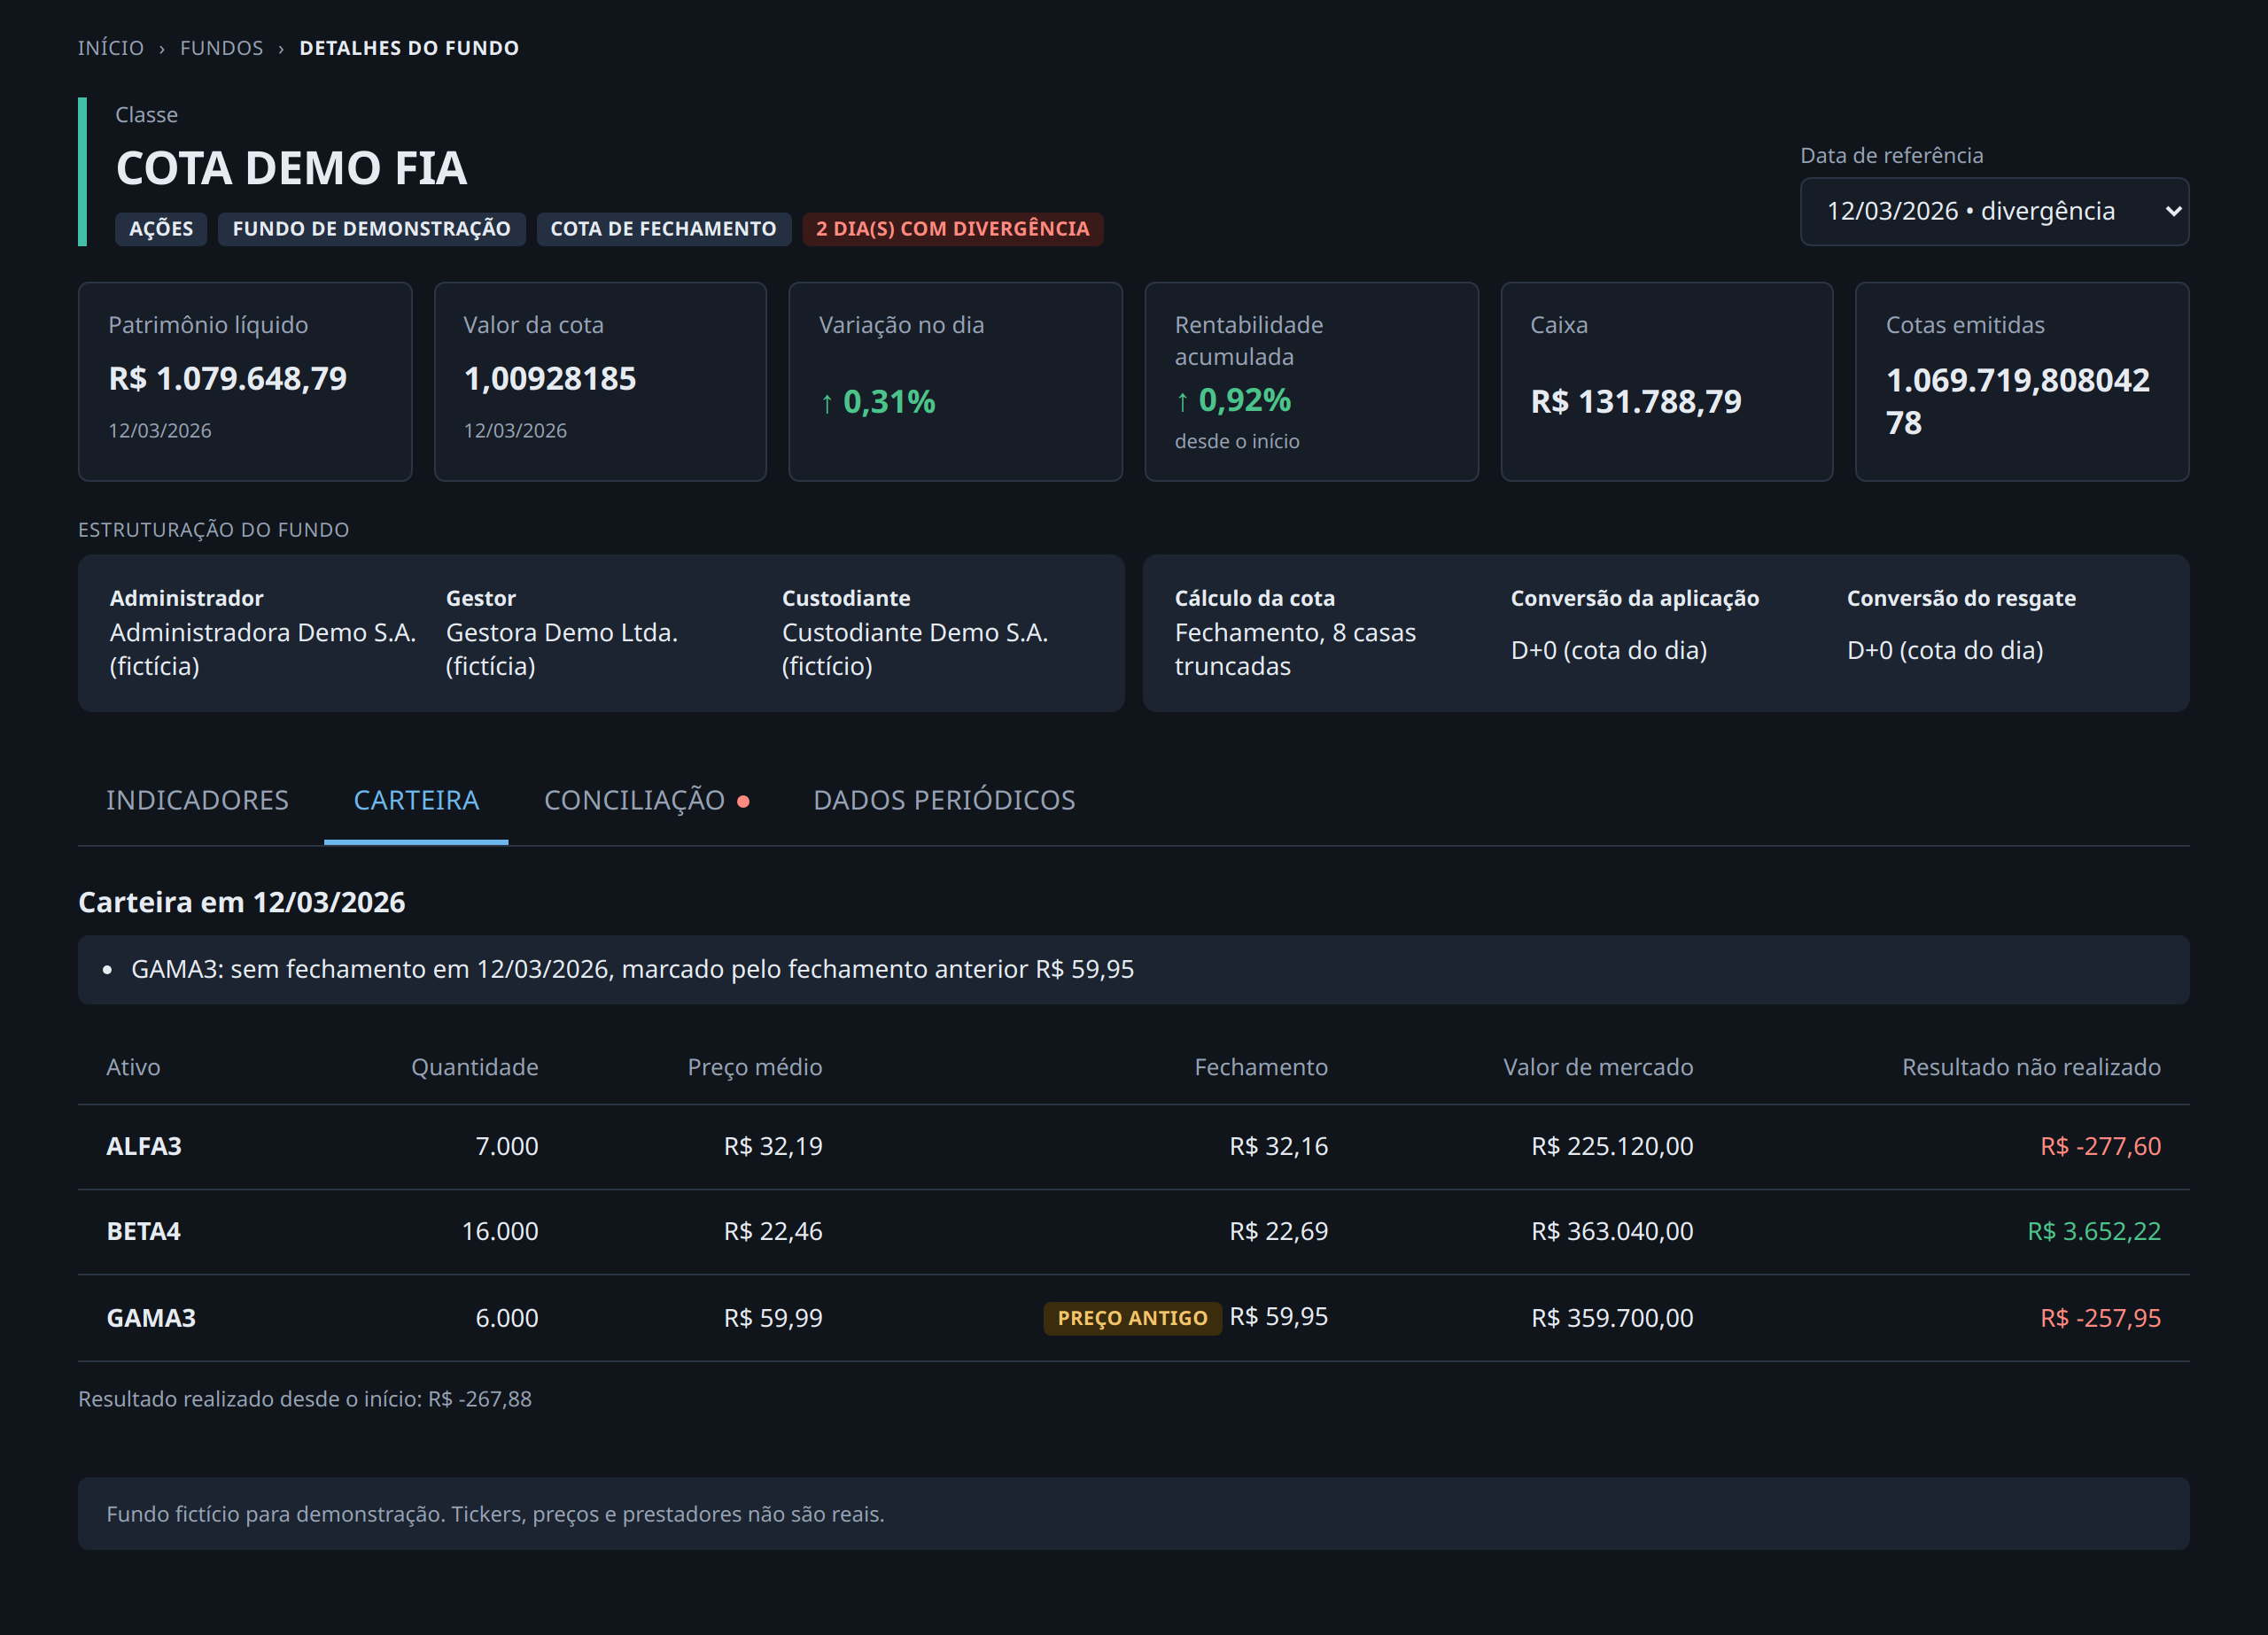 INÍCIO › FUNDOS › DETALHES DO FUNDO
Classe
COTA DEMO FIA
AÇÕES FUNDO DE DEMONSTRAÇÃO COTA DE FECHAMENTO 2 DIA(S) COM DIVERGÊNCIA
Data de referência
12/03/2026 • divergência
Patrimônio líquido
R$ 1.079.648,79
12/03/2026
Valor da cota
1,00928185
12/03/2026
Variação no dia
↑ 0,31%
Rentabilidade
acumulada
↑ 0,92%
desde o início
Caixa
R$ 131.788,79
Cotas emitidas
1.069.719,808042
78
ESTRUTURAÇÃO DO FUNDO
Administrador
Administradora Demo S.A.
(fictícia)
Gestor
Gestora Demo Ltda.
(fictícia)
Custodiante
Custodiante Demo S.A.
(fictício)
Cálculo da cota
Fechamento, 8 casas
truncadas
Conversão da aplicação
D+0 (cota do dia)
Conversão do resgate
D+0 (cota do dia)
INDICADORES CARTEIRA CONCILIAÇÃO DADOS PERIÓDICOS
Carteira em 12/03/2026
• GAMA3: sem fechamento em 12/03/2026, marcado pelo fechamento anterior R$ 59,95
Ativo Quantidade Preço médio Fechamento Valor de mercado Resultado não realizado
ALFA3 7.000 R$ 32,19 R$ 32,16 R$ 225.120,00 R$ -277,60
BETA4 16.000 R$ 22,46 R$ 22,69 R$ 363.040,00 R$ 3.652,22
GAMA3 6.000 R$ 59,99 PREÇO ANTIGO R$ 59,95 R$ 359.700,00 R$ -257,95
Resultado realizado desde o início: R$ -267,88
Fundo fictício para demonstração. Tickers, preços e prestadores não são reais.